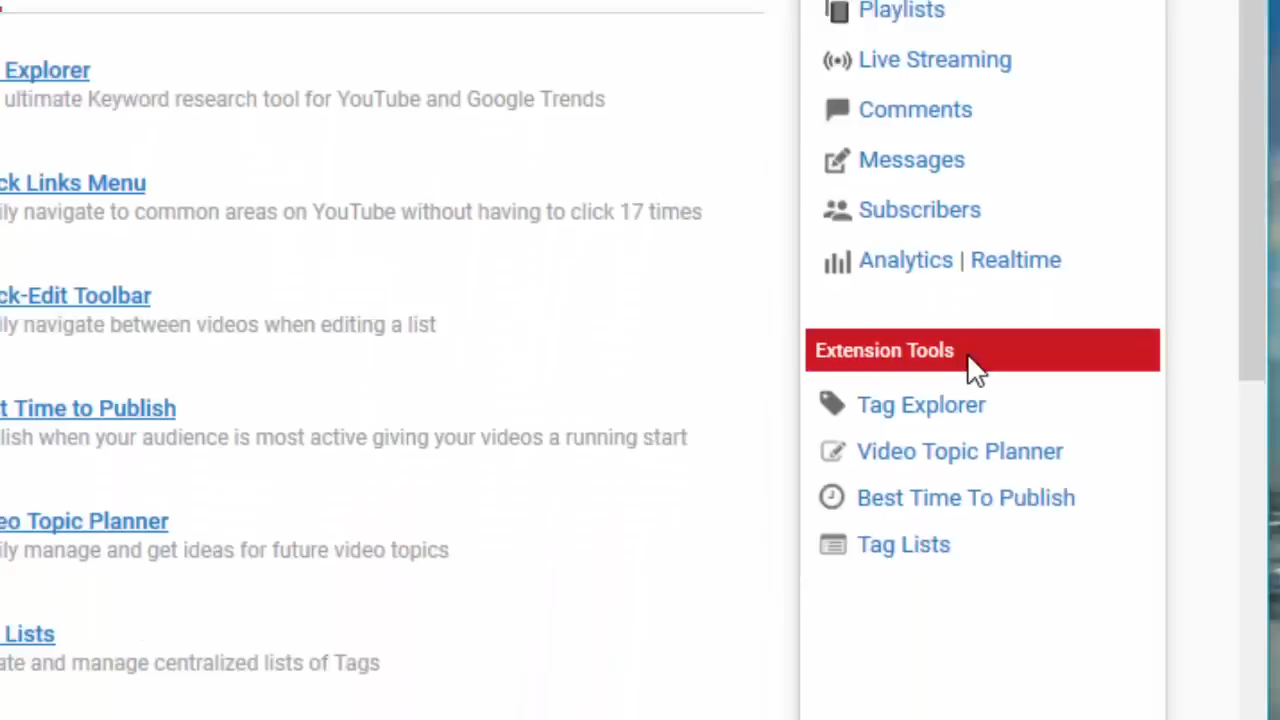 Explorer
ultimate Keyword research tool for YouTube and Google Trends
ck Links Menu
ily navigate to common areas on YouTube without having to click 17 times
ck-Edit Toolbar
ily navigate between videos when editing a list
t Time to Publish
lish when your audience is most active giving your videos a running start
eo Topic Planner
ily manage and get ideas for future video topics
Lists
ate and manage centralized lists of Tags
Playlists
Live Streaming
Comments
Messages
Subscribers
Analytics | Realtime
Extension Tools
Tag Explorer
Video Topic Planner
Best Time To Publish
Tag Lists